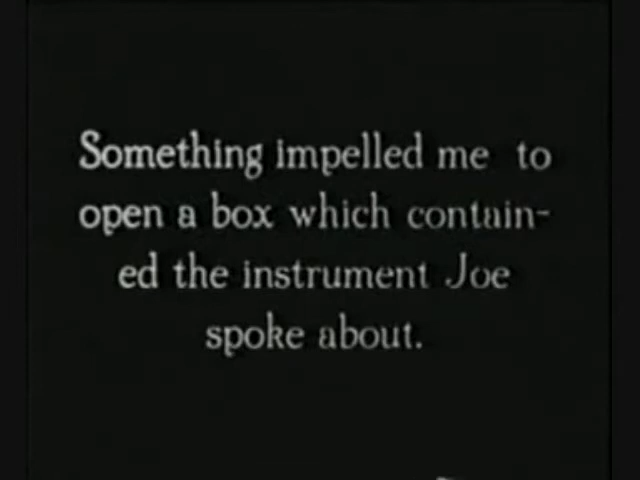 Something impelled me to
open a box which contain-
ed the instrument Joe
spoke about.